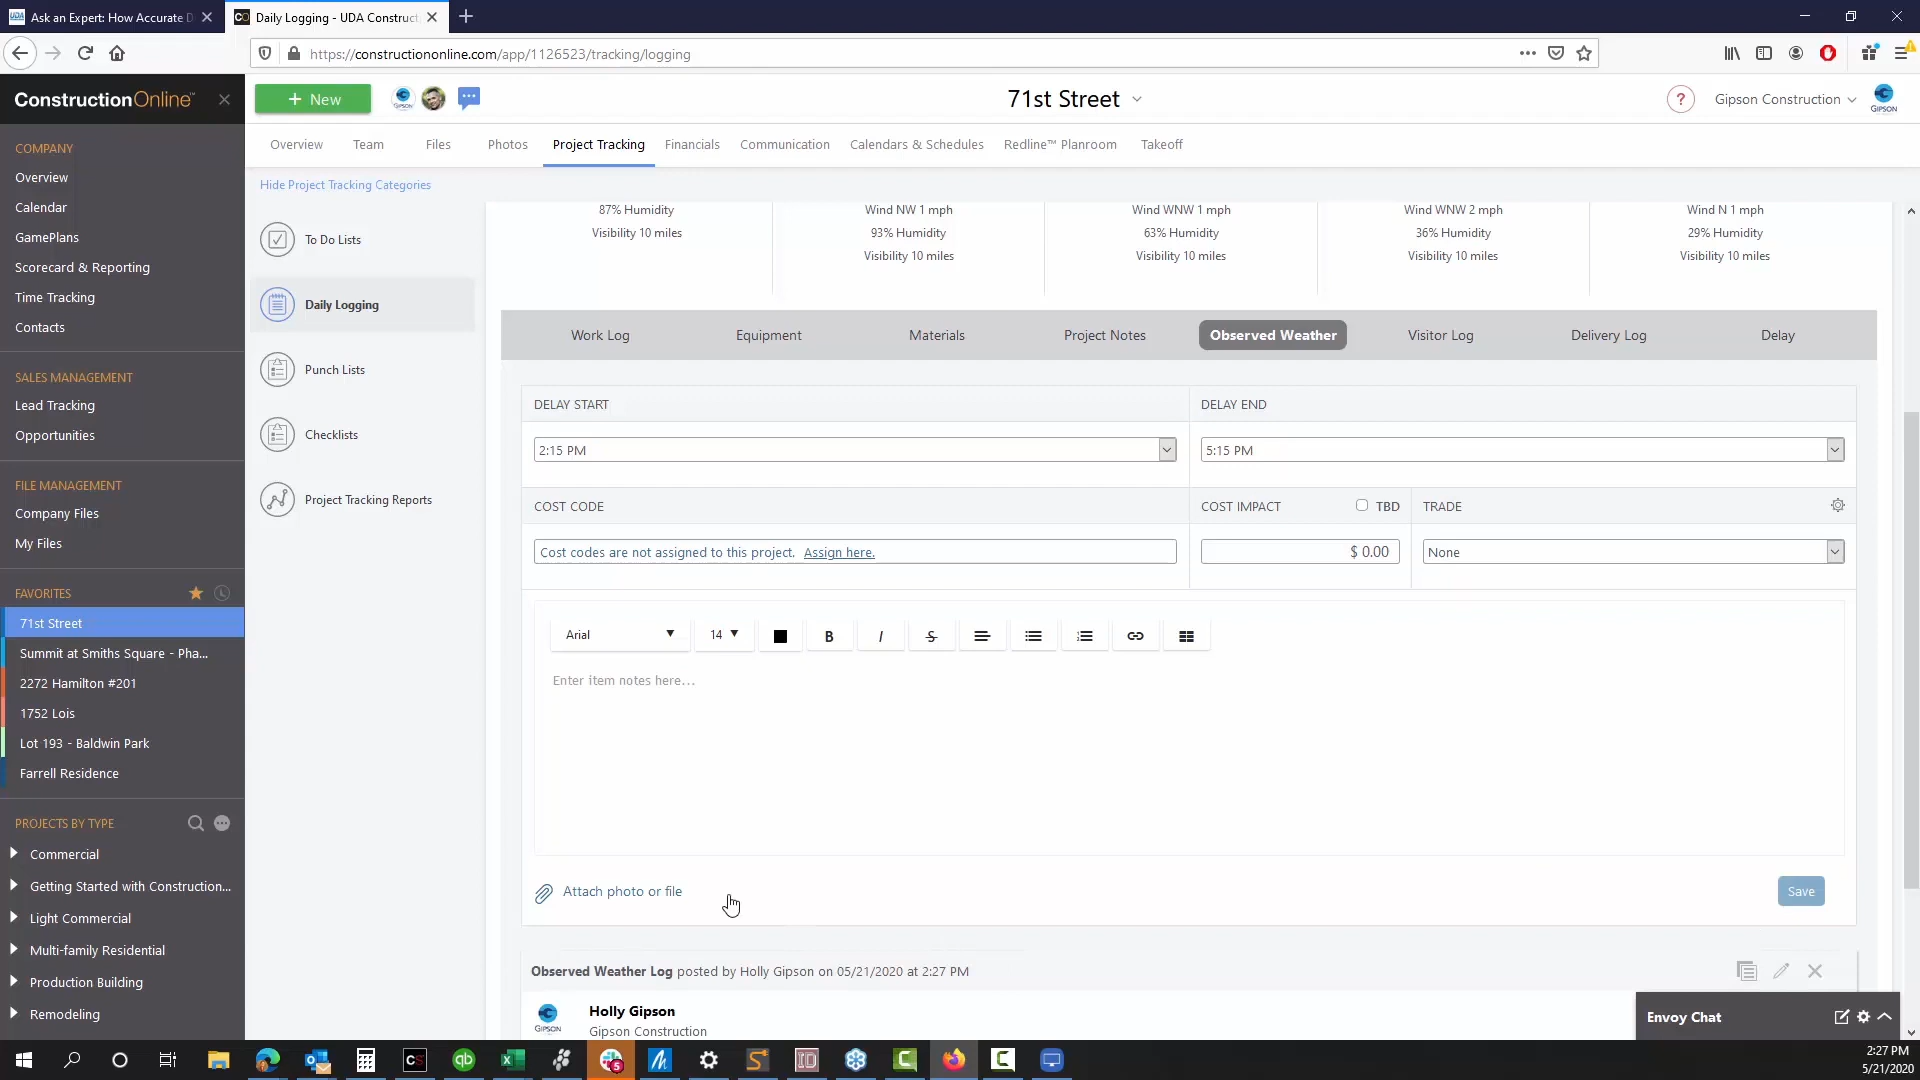 Ask an Expert: How Accurate D
Daily Logging - UDA Construct
https://constructiononline.com/app/1126523/tracking/logging
ConstructionOnline™
+ New
71st Street
? Gipson Construction
GIPSON
Overview Team Files Photos Project Tracking Financials Communication Calendars & Schedules Redline™ Planroom Takeoff
Hide Project Tracking Categories
COMPANY
Overview
Calendar
GamePlans
Scorecard & Reporting
Time Tracking
Contacts
SALES MANAGEMENT
Lead Tracking
Opportunities
FILE MANAGEMENT
Company Files
My Files
FAVORITES
71st Street
Summit at Smiths Square - Pha...
2272 Hamilton #201
1752 Lois
Lot 193 - Baldwin Park
Farrell Residence
PROJECTS BY TYPE
Commercial
Getting Started with Construction...
Light Commercial
Multi-family Residential
Production Building
Remodeling
To Do Lists
Daily Logging
Punch Lists
Checklists
Project Tracking Reports
87% Humidity
Visibility 10 miles
Wind NW 1 mph
93% Humidity
Visibility 10 miles
Wind WNW 1 mph
63% Humidity
Visibility 10 miles
Wind WNW 2 mph
36% Humidity
Visibility 10 miles
Wind N 1 mph
29% Humidity
Visibility 10 miles
Work Log Equipment Materials Project Notes Observed Weather Visitor Log Delivery Log Delay
DELAY START DELAY END
2:15 PM 5:15 PM
COST CODE COST IMPACT TBD TRADE
Cost codes are not assigned to this project. Assign here. $ 0.00 None
Arial 14 B I S
Enter item notes here...
Attach photo or file Save
Observed Weather Log posted by Holly Gipson on 05/21/2020 at 2:27 PM
Holly Gipson
GIPSON Gipson Construction
Envoy Chat
2:27 PM
5/21/2020